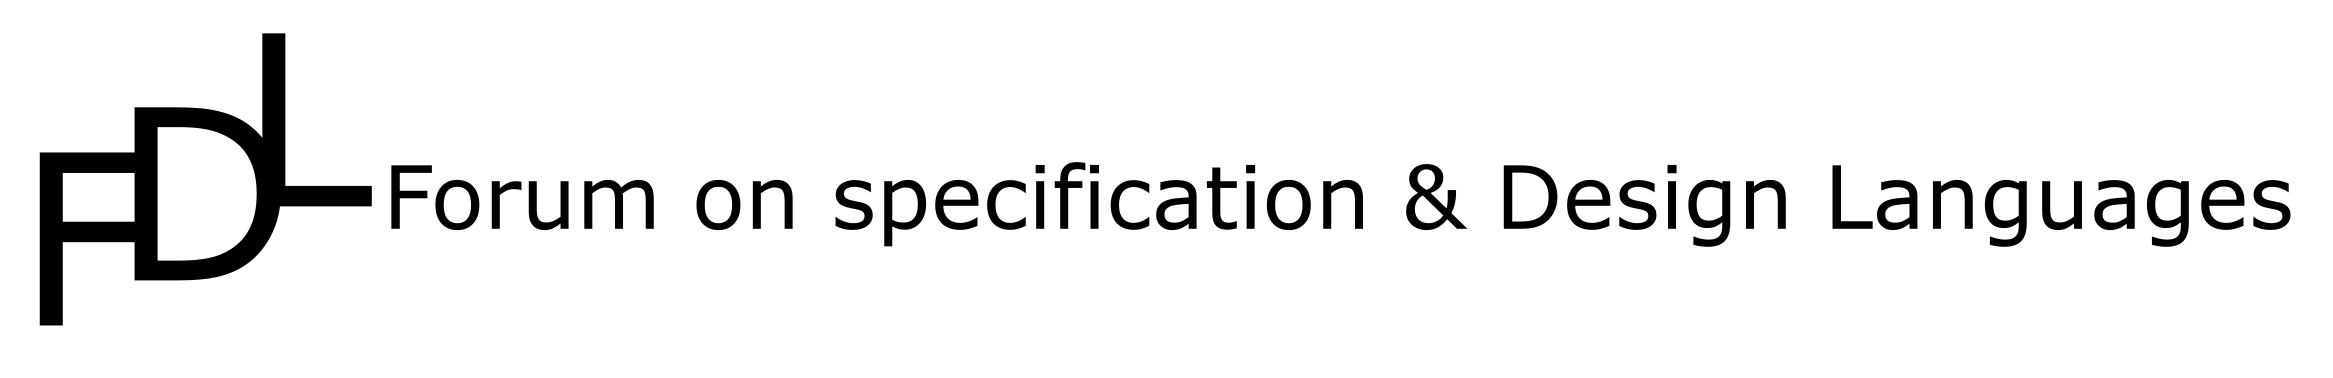 FDL Forum on specification & Design Languages